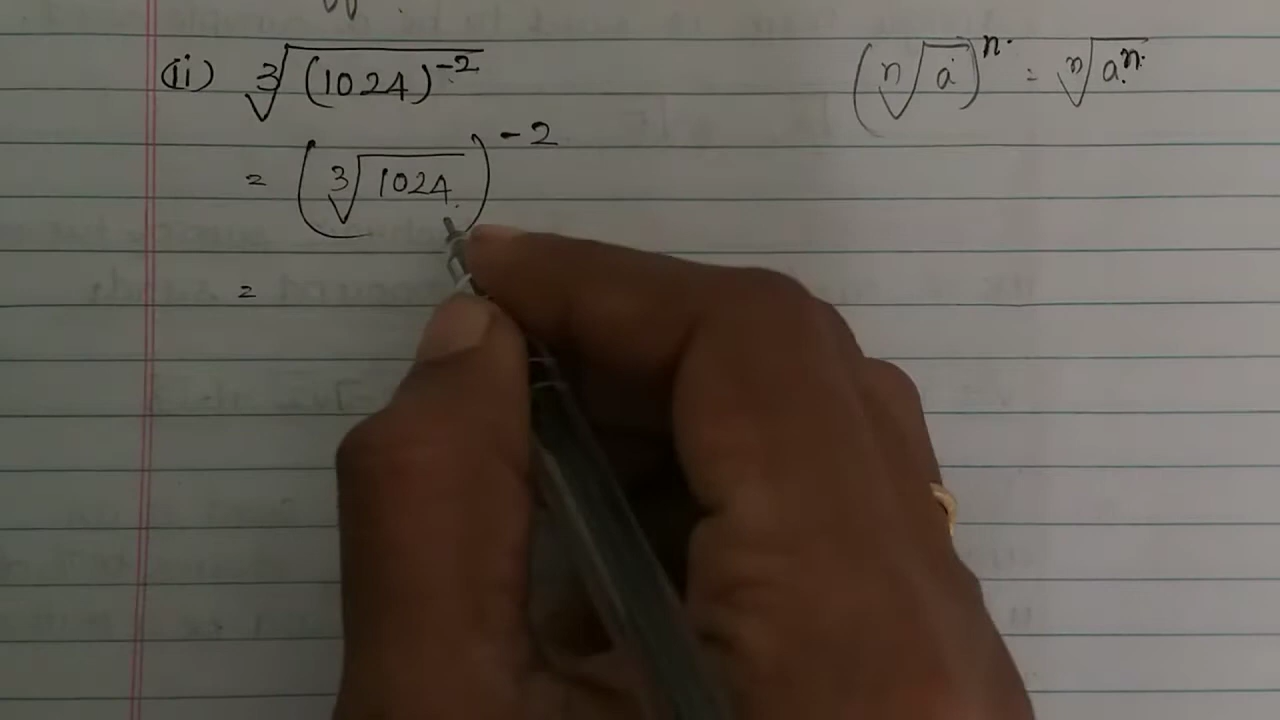 (ii) ∛(1024)⁻²
(ⁿ√a)ⁿ = ⁿ√aⁿ
= (∛1024)⁻²
=